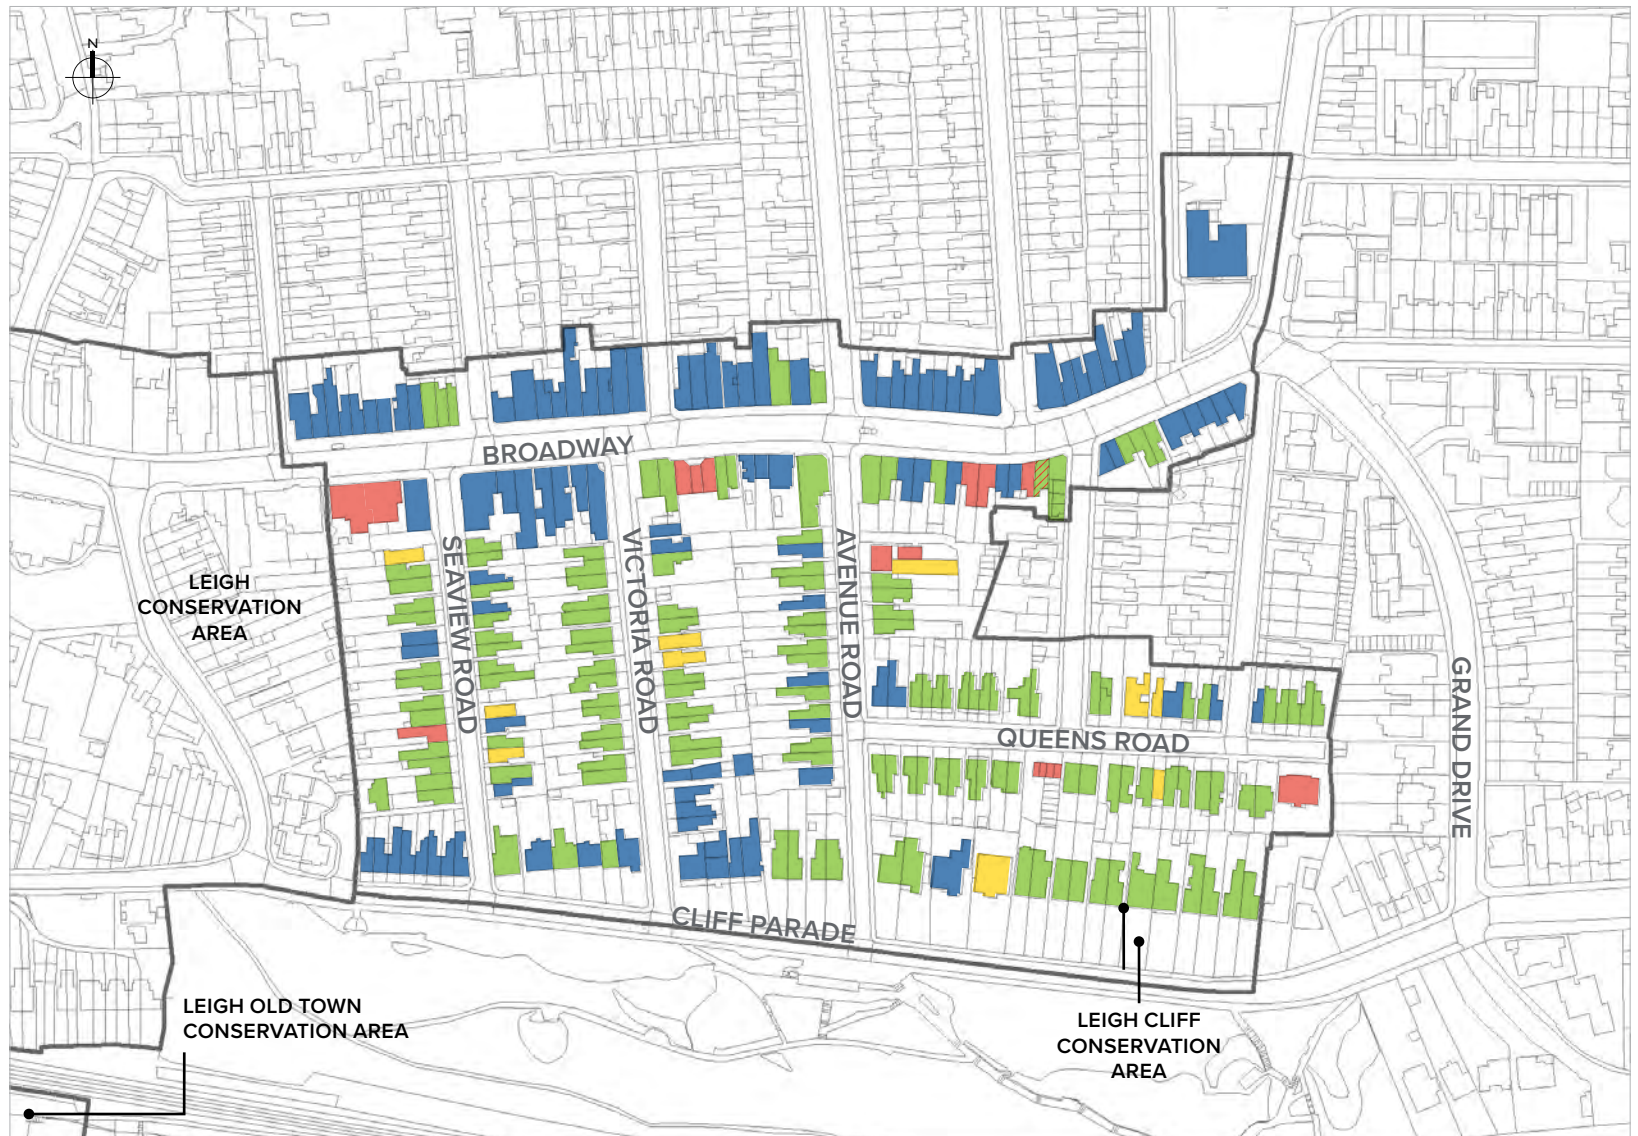 N
BROADWAY
LEIGH
CONSERVATION
AREA
SEAVIEW ROAD
VICTORIA ROAD
AVENUE ROAD
QUEENS ROAD
GRAND DRIVE
CLIFF PARADE
LEIGH OLD TOWN
CONSERVATION AREA
LEIGH CLIFF
CONSERVATION
AREA